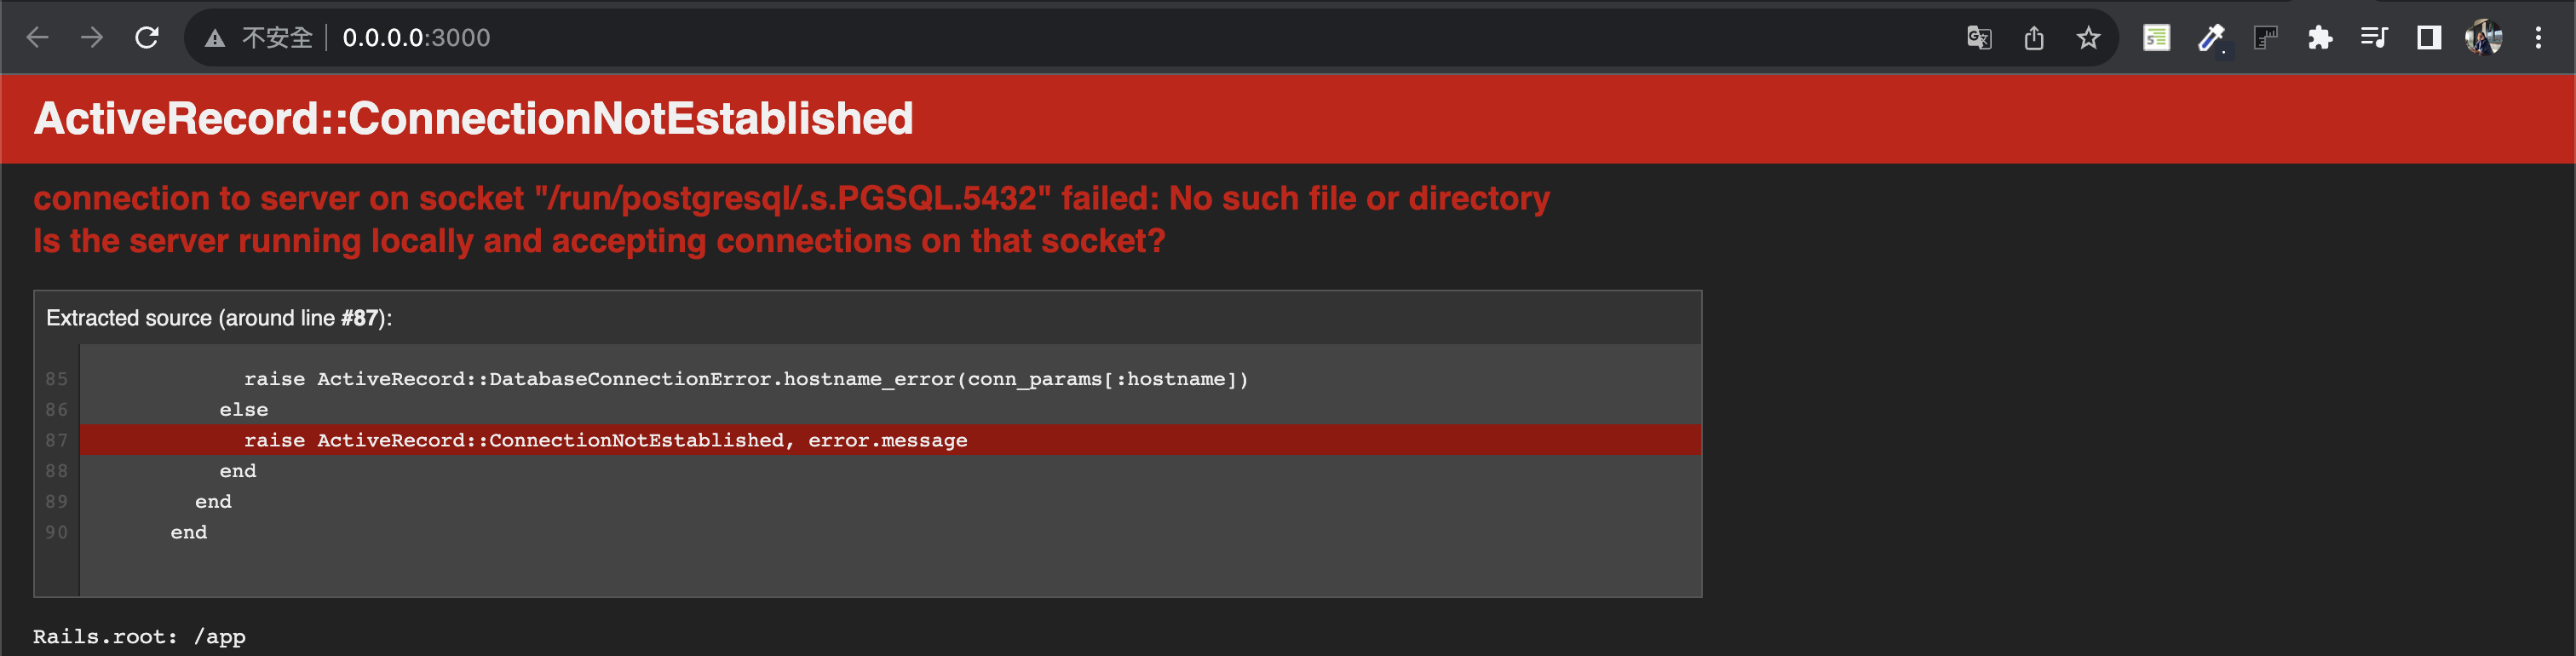 不安全 0.0.0.0:3000
ActiveRecord::ConnectionNotEstablished
connection to server on socket "/run/postgresql/.s.PGSQL.5432" failed: No such file or directory
Is the server running locally and accepting connections on that socket?
Extracted source (around line #87):
85 raise ActiveRecord::DatabaseConnectionError.hostname_error(conn_params[:hostname])
86 else
87 raise ActiveRecord::ConnectionNotEstablished, error.message
88 end
89 end
90 end
Rails.root: /app